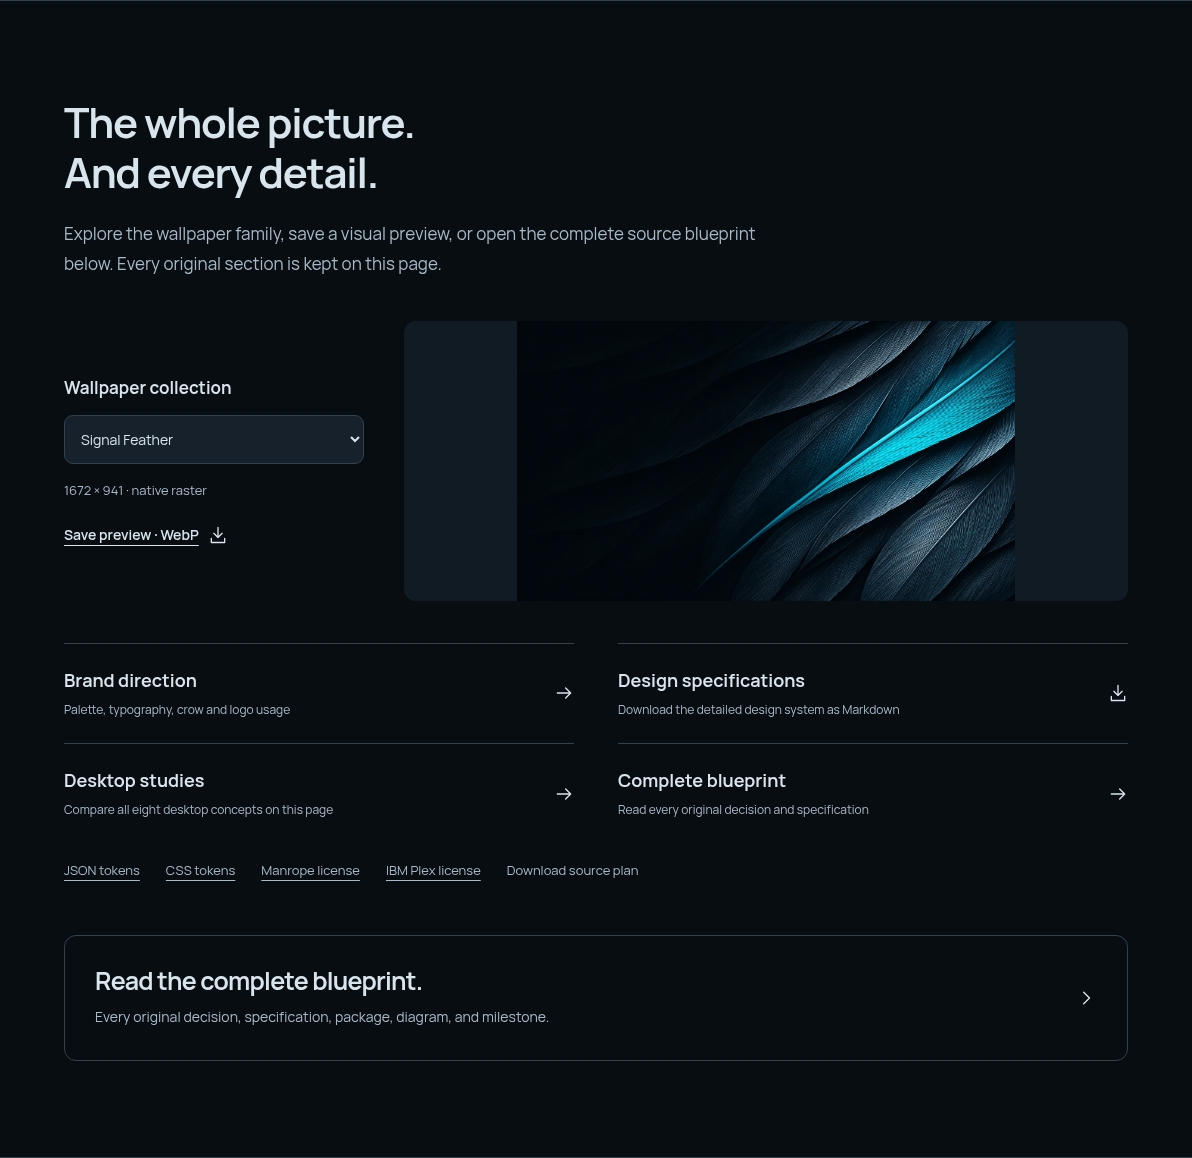 The whole picture.
And every detail.
Explore the wallpaper family, save a visual preview, or open the complete source blueprint
below. Every original section is kept on this page.
Wallpaper collection
Signal Feather
1672 × 941 · native raster
Save preview · WebP
Brand direction
Palette, typography, crow and logo usage
Design specifications
Download the detailed design system as Markdown
Desktop studies
Compare all eight desktop concepts on this page
Complete blueprint
Read every original decision and specification
JSON tokens CSS tokens Manrope license IBM Plex license Download source plan
Read the complete blueprint.
Every original decision, specification, package, diagram, and milestone.